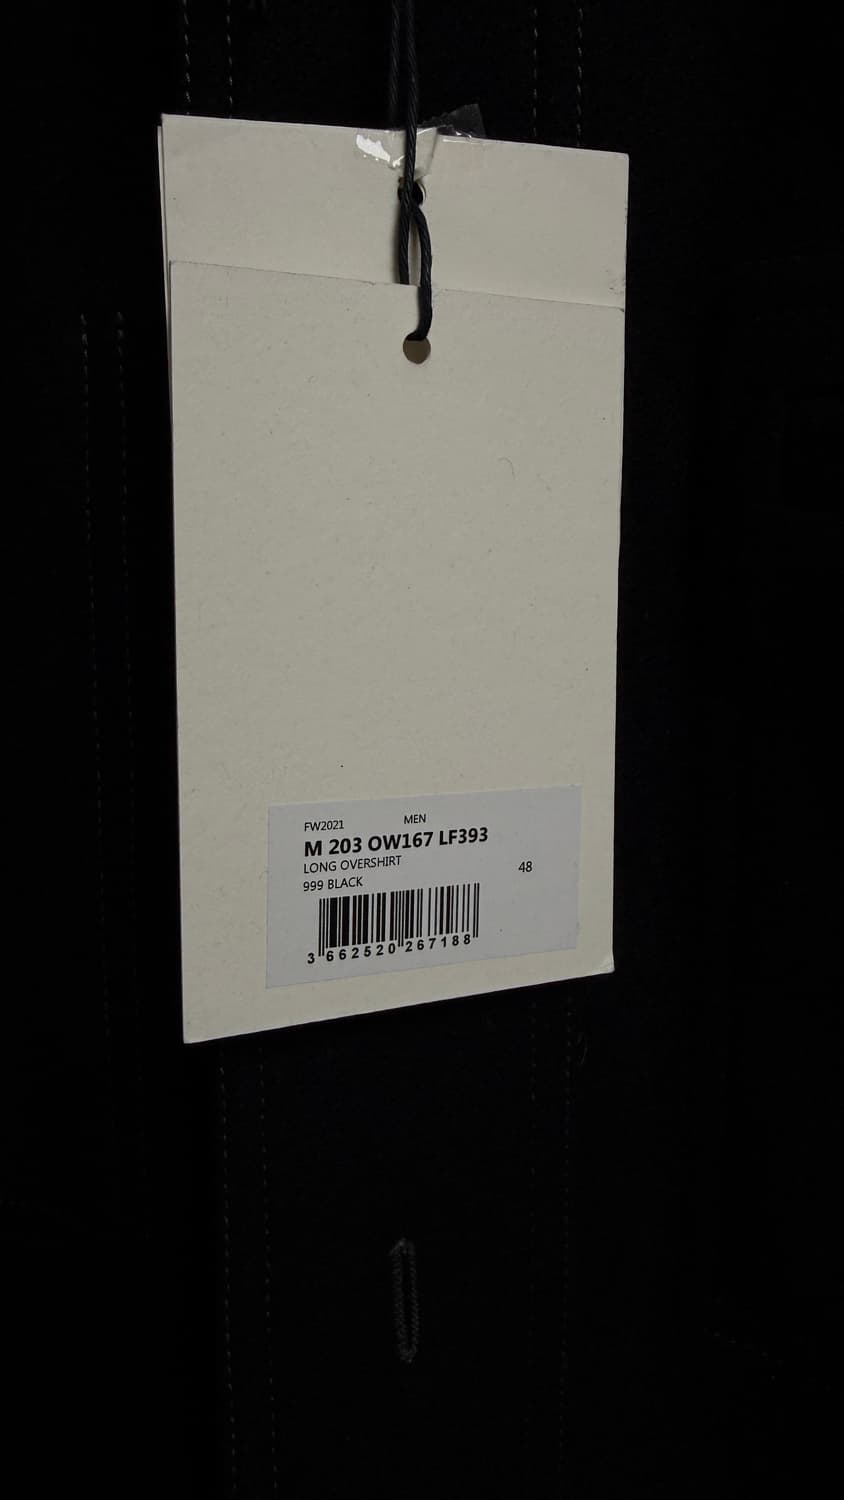 FW2021 MEN
M 203 OW167 LF393
LONG OVERSHIRT
48
999 BLACK
3 662520 267188